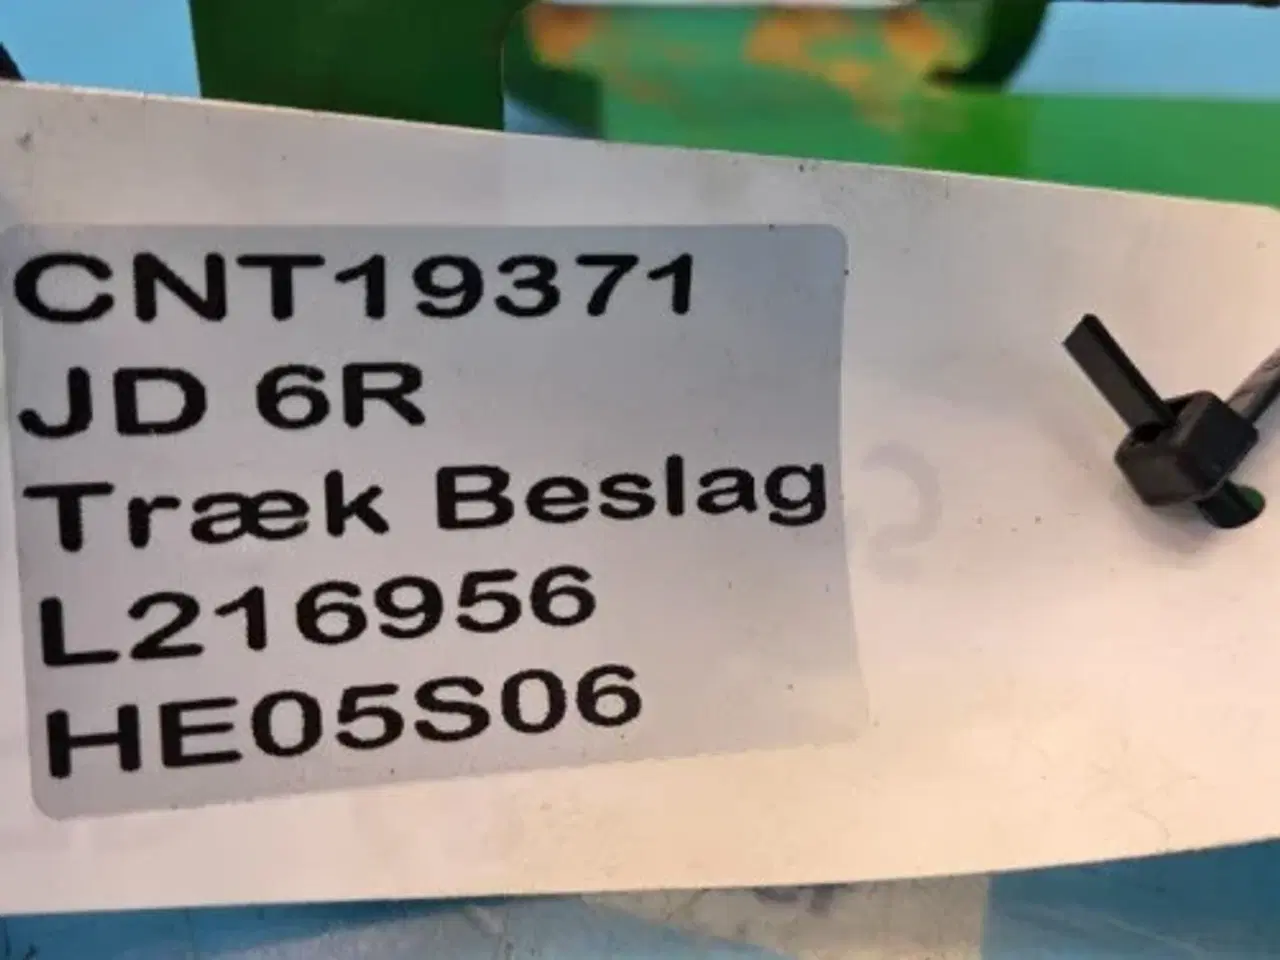 CNT19371
JD 6R
Træk Beslag
L216956
HE05S06